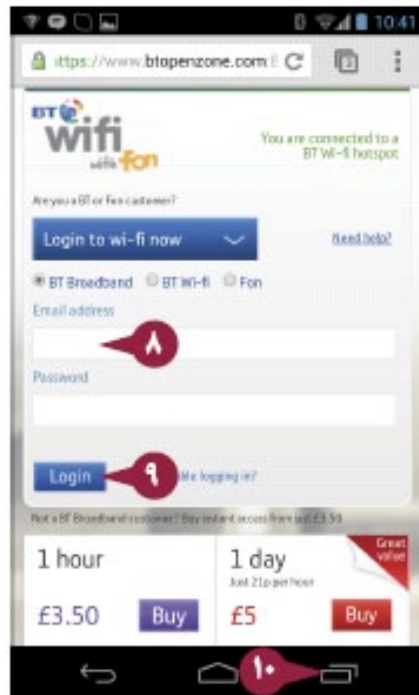 10:41
ttps://www.btopenzone.com:
BT
wifi
with fon
You are connected to a
BT Wi-fi hotspot
Are you a BT or Fon customer?
Login to wi-fi now
Need help?
BT Broadband BT Wi-fi Fon
Email address
٨
Password
Login
٩
le logging in?
Not a BT Broadband customer? Buy instant access from just £3.50
1 hour
£3.50
Buy
1 day
Just 21p per hour
Great
value
£5
Buy
١٠